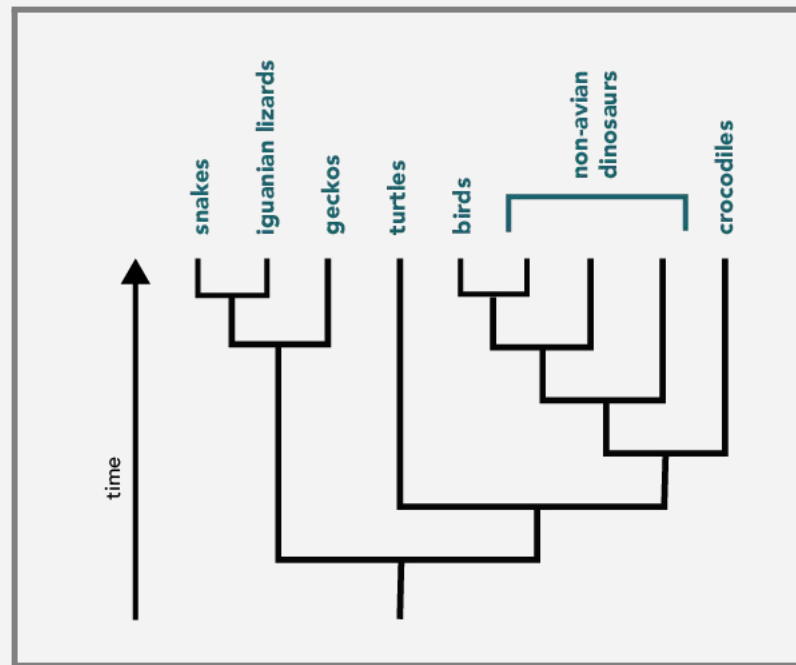 snakes
iguanian lizards
geckos
turtles
birds
non-avian
dinosaurs
crocodiles
time